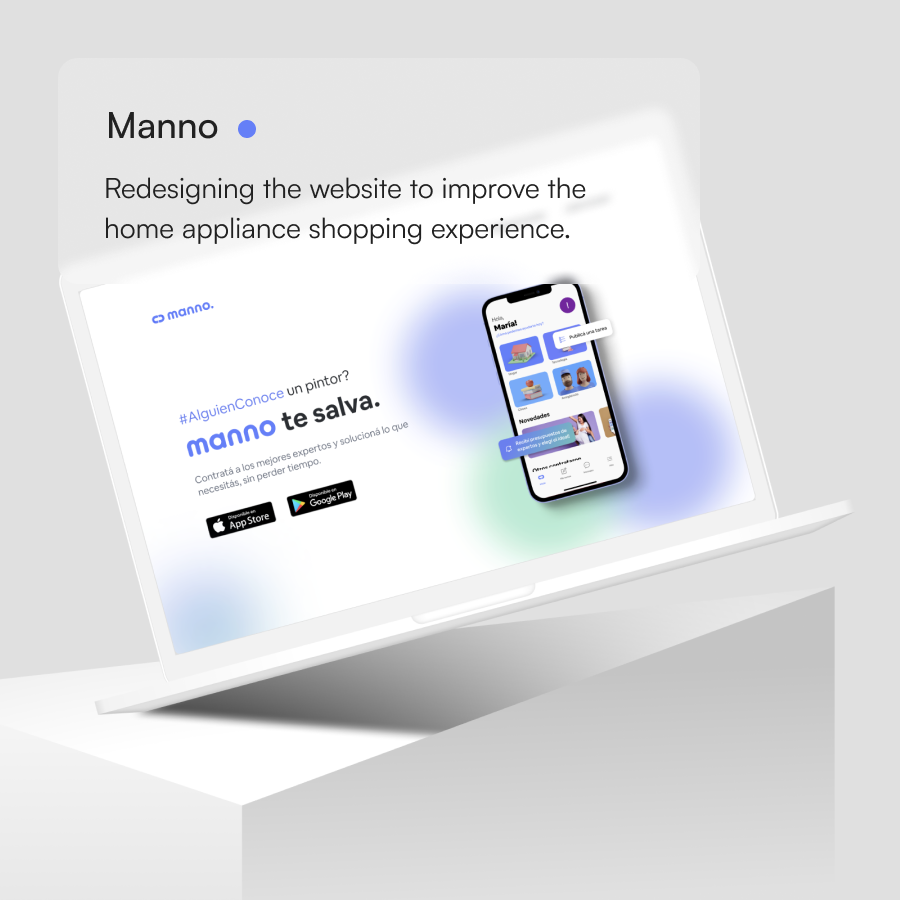 Manno
Redesigning the website to improve the
home appliance shopping experience.
manno.
#AlguienConoce un pintor?
manno te salva.
Contratá a los mejores expertos y solucioná lo que
necesitás, sin perder tiempo.
Disponible en
App Store
Disponible en
Google Play
Hola,
María!
Publicá una tarea
Novedades
Recibí presupuestos de
expertos y elegí el ideal!